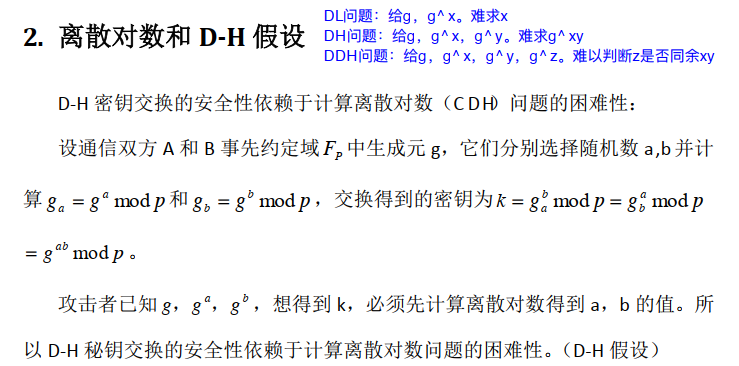 2. 离散对数和 D-H 假设
DL问题：给g，g^x。难求x
DH问题：给g，g^x，g^y。难求g^xy
DDH问题：给g，g^x，g^y，g^z。难以判断z是否同余xy
D-H 密钥交换的安全性依赖于计算离散对数（CDH）问题的困难性：
设通信双方 A 和 B 事先约定域 F_P 中生成元 g，它们分别选择随机数 a,b 并计
算 g_a = g^a mod p 和 g_b = g^b mod p，交换得到的密钥为 k = g_a^b mod p = g_b^a mod p
= g^ab mod p 。
攻击者已知 g，g^a，g^b，想得到 k，必须先计算离散对数得到 a，b 的值。所
以 D-H 秘钥交换的安全性依赖于计算离散对数问题的困难性。（D-H 假设）